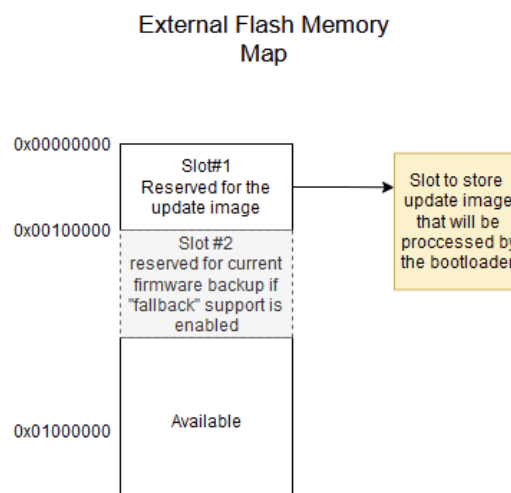 External Flash Memory
Map
0x00000000
Slot#1
Reserved for the
update image
Slot to store
update image
that will be
proccessed by
the bootloader
0x00100000
Slot #2
reserved for current
firmware backup if
"fallback" support is
enabled
Available
0x01000000